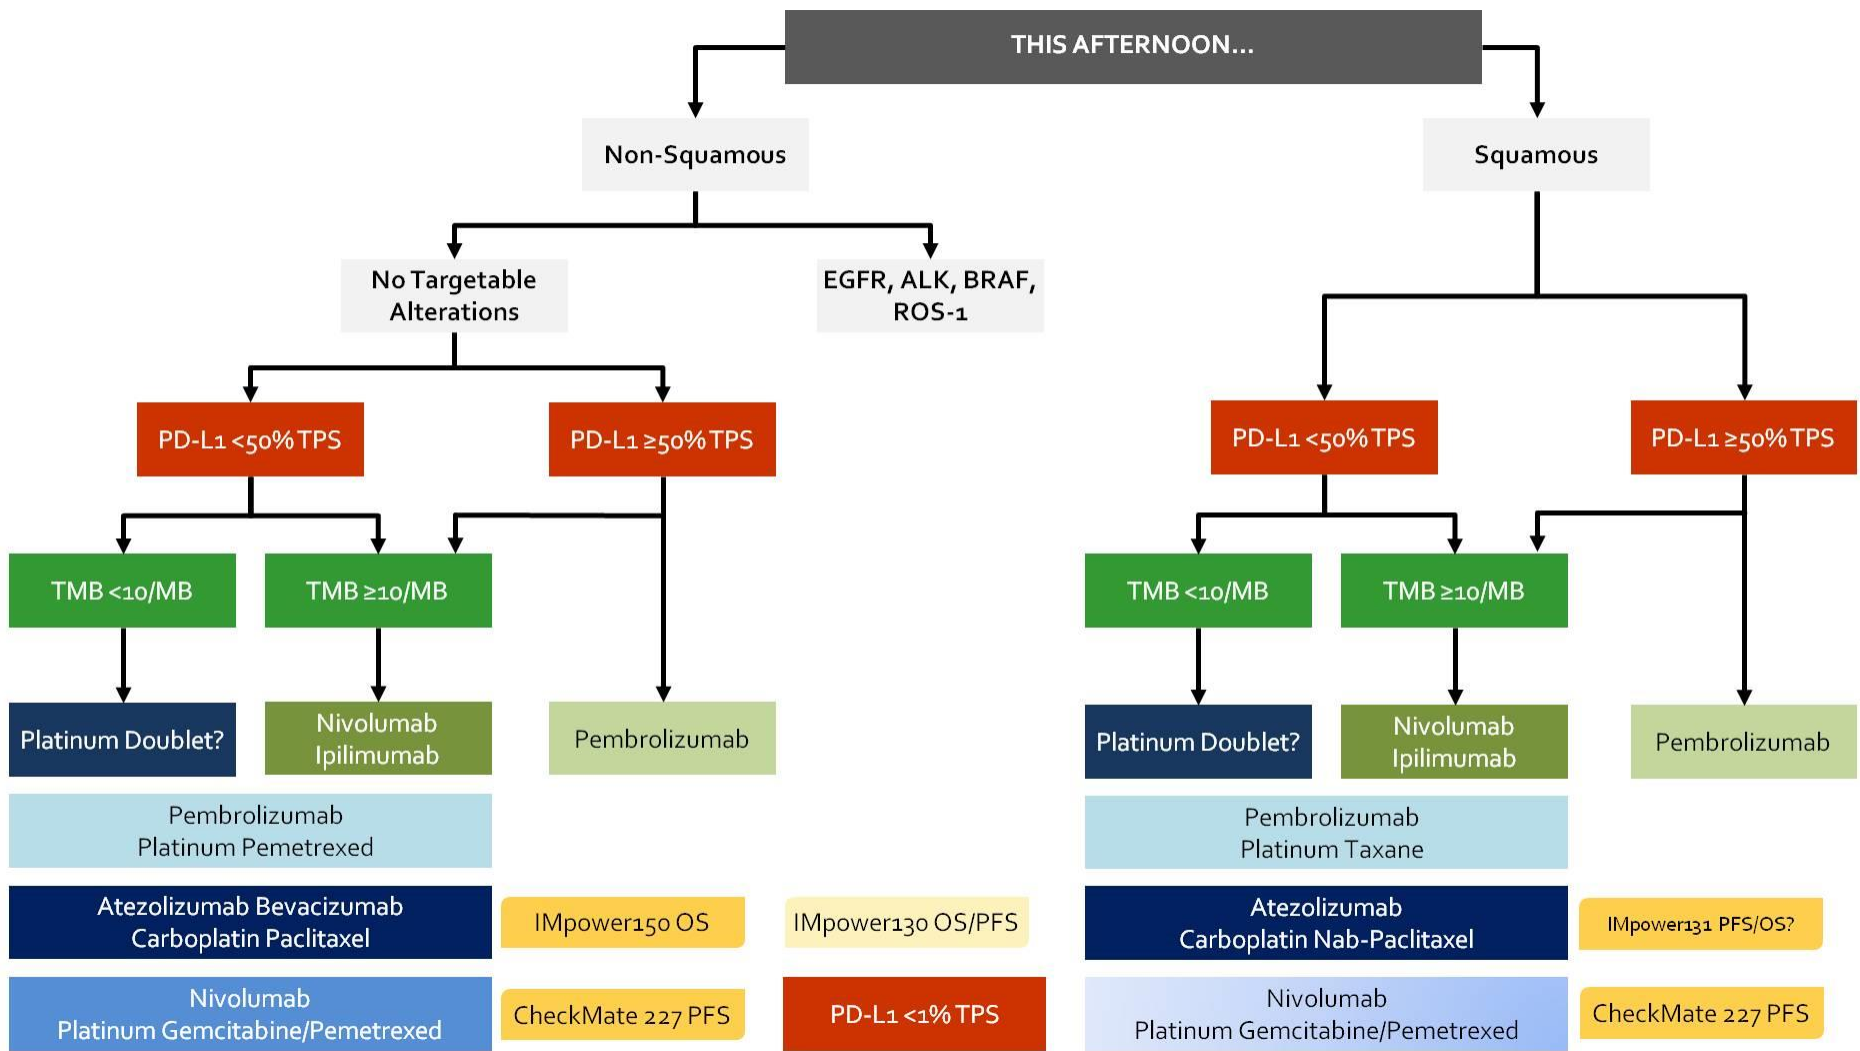 THIS AFTERNOON...
Non-Squamous
Squamous
No Targetable
Alterations
EGFR, ALK, BRAF,
ROS-1
PD-L1 <50% TPS
PD-L1 ≥50% TPS
PD-L1 <50% TPS
PD-L1 ≥50% TPS
TMB <10/MB
TMB ≥10/MB
TMB <10/MB
TMB ≥10/MB
Platinum Doublet?
Nivolumab
Ipilimumab
Pembrolizumab
Platinum Doublet?
Nivolumab
Ipilimumab
Pembrolizumab
Pembrolizumab
Platinum Pemetrexed
Pembrolizumab
Platinum Taxane
Atezolizumab Bevacizumab
Carboplatin Paclitaxel
IMpower150 OS
IMpower130 OS/PFS
Atezolizumab
Carboplatin Nab-Paclitaxel
IMpower131 PFS/OS?
Nivolumab
Platinum Gemcitabine/Pemetrexed
CheckMate 227 PFS
PD-L1 <1% TPS
Nivolumab
Platinum Gemcitabine/Pemetrexed
CheckMate 227 PFS